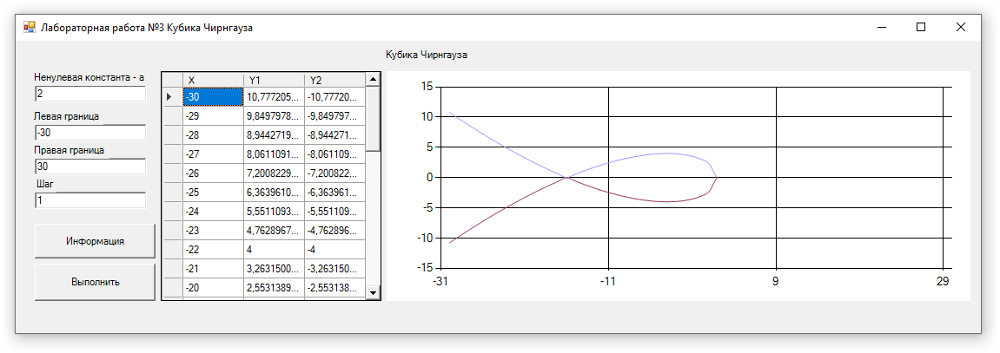 Лабораторная работа №3 Кубика Чирнгауза
Кубика Чирнгауза
Ненулевая константа - а
2
Левая граница
-30
Правая граница
30
Шаг
1
Информация
Выполнить
X Y1 Y2
-30 10,777205... -10,77720...
-29 9,8497978... -9,849797...
-28 8,9442719... -8,944271...
-27 8,0611091... -8,061109...
-26 7,2008229... -7,200822...
-25 6,3639610... -6,363961...
-24 5,5511093... -5,551109...
-23 4,7628967... -4,762896...
-22 4 -4
-21 3,2631500... -3,263150...
-20 2,5531389... -2,553138...
15
10
5
0
-5
-10
-15
-31 -11 9 29